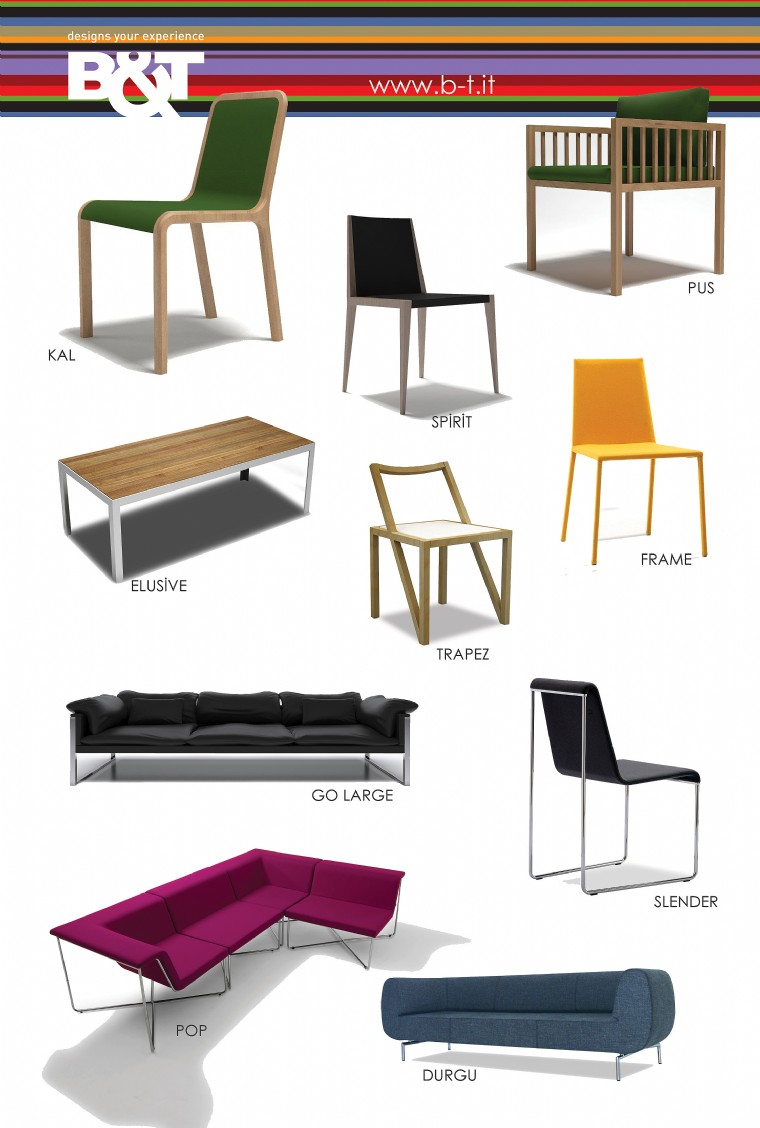 designs your experience
B&T
www.b-t.it
KAL
PUS
SPİRİT
ELUSİVE
FRAME
TRAPEZ
GO LARGE
SLENDER
POP
DURGU